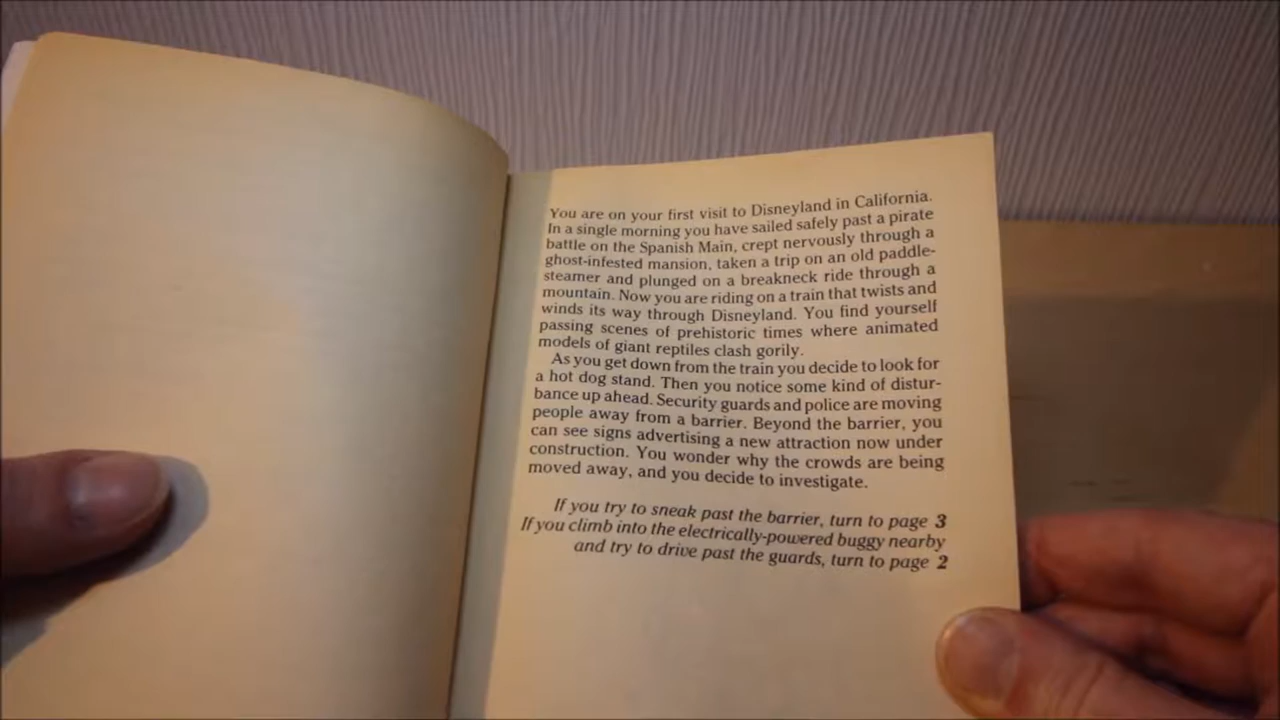 You are on your first visit to Disneyland in California.
In a single morning you have sailed safely past a pirate
battle on the Spanish Main, crept nervously through a
ghost-infested mansion, taken a trip on an old paddle-
steamer and plunged on a breakneck ride through a
mountain. Now you are riding on a train that twists and
winds its way through Disneyland. You find yourself
passing scenes of prehistoric times where animated
models of giant reptiles clash gorily.
As you get down from the train you decide to look for
a hot dog stand. Then you notice some kind of distur-
bance up ahead. Security guards and police are moving
people away from a barrier. Beyond the barrier, you
can see signs advertising a new attraction now under
construction. You wonder why the crowds are being
moved away, and you decide to investigate.
If you try to sneak past the barrier, turn to page 3
If you climb into the electrically-powered buggy nearby
and try to drive past the guards, turn to page 2